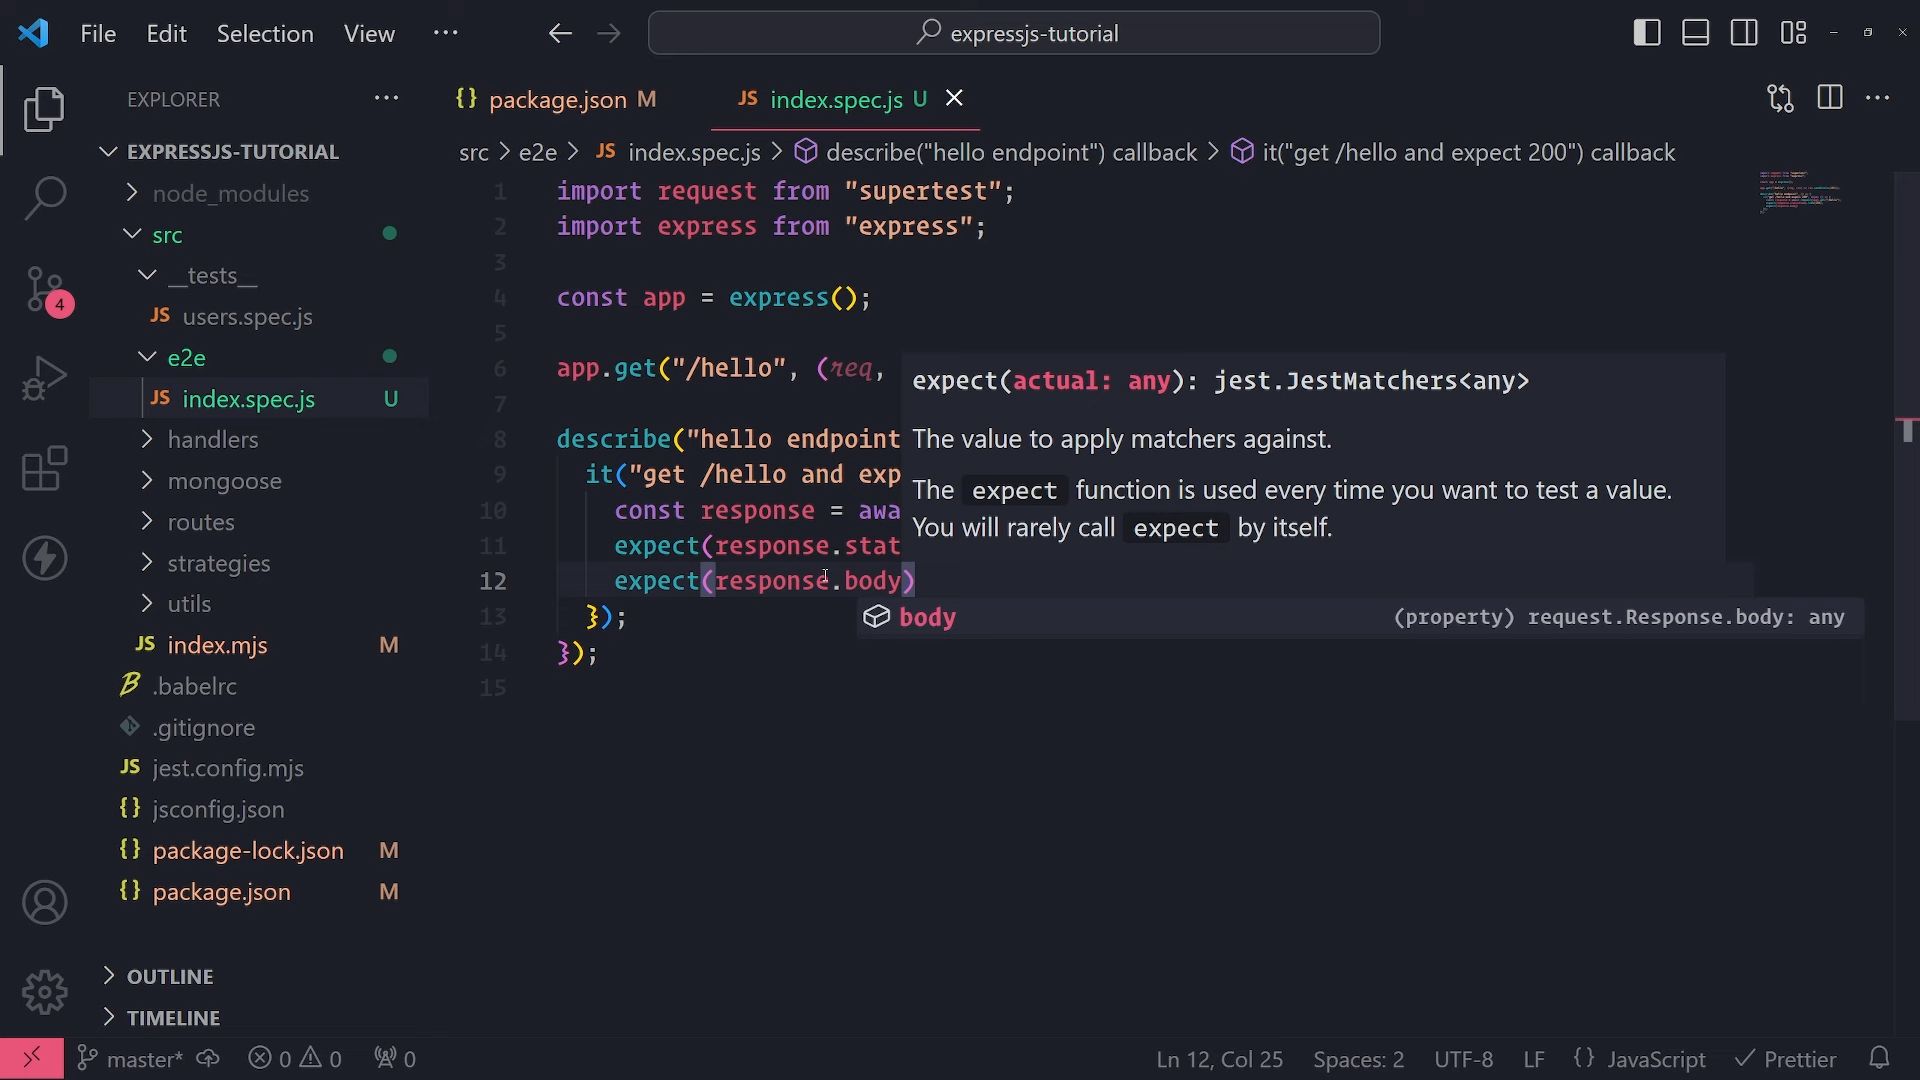 File Edit Selection View ···
expressjs-tutorial
EXPLORER ···
EXPRESSJS-TUTORIAL
node_modules
src
__tests__
JS users.spec.js
e2e
JS index.spec.js U
handlers
mongoose
routes
strategies
utils
JS index.mjs M
.babelrc
.gitignore
JS jest.config.mjs
{} jsconfig.json
{} package-lock.json M
{} package.json M
OUTLINE
TIMELINE
4
{} package.json M
JS index.spec.js U
src > e2e > JS index.spec.js > describe("hello endpoint") callback > it("get /hello and expect 200") callback
1 import request from "supertest";
2 import express from "express";
3
4 const app = express();
5
6 app.get("/hello", (req,
7
8 describe("hello endpoint
9 it("get /hello and exp
10 const response = awa
11 expect(response.stat
12 expect(response.body)
13 });
14 });
15
expect(actual: any): jest.JestMatchers<any>
The value to apply matchers against.
The expect function is used every time you want to test a value.
You will rarely call expect by itself.
body (property) request.Response.body: any
master* 0 0 0
Ln 12, Col 25 Spaces: 2 UTF-8 LF {} JavaScript Prettier